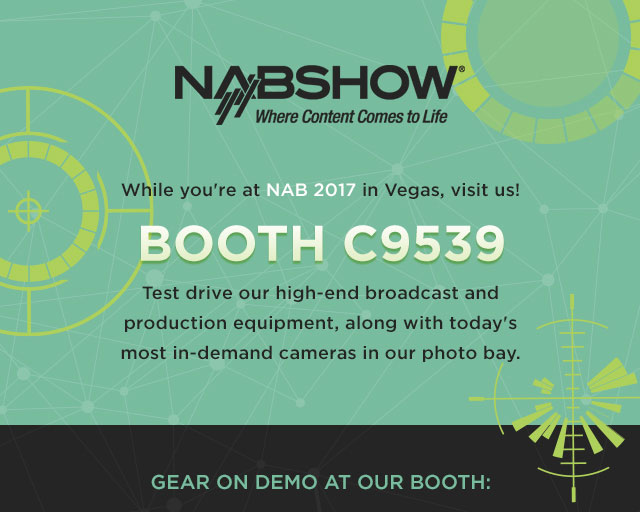 NABSHOW®
Where Content Comes to Life
While you're at NAB 2017 in Vegas, visit us!
BOOTH C9539
Test drive our high-end broadcast and
production equipment, along with today's
most in-demand cameras in our photo bay.
GEAR ON DEMO AT OUR BOOTH: